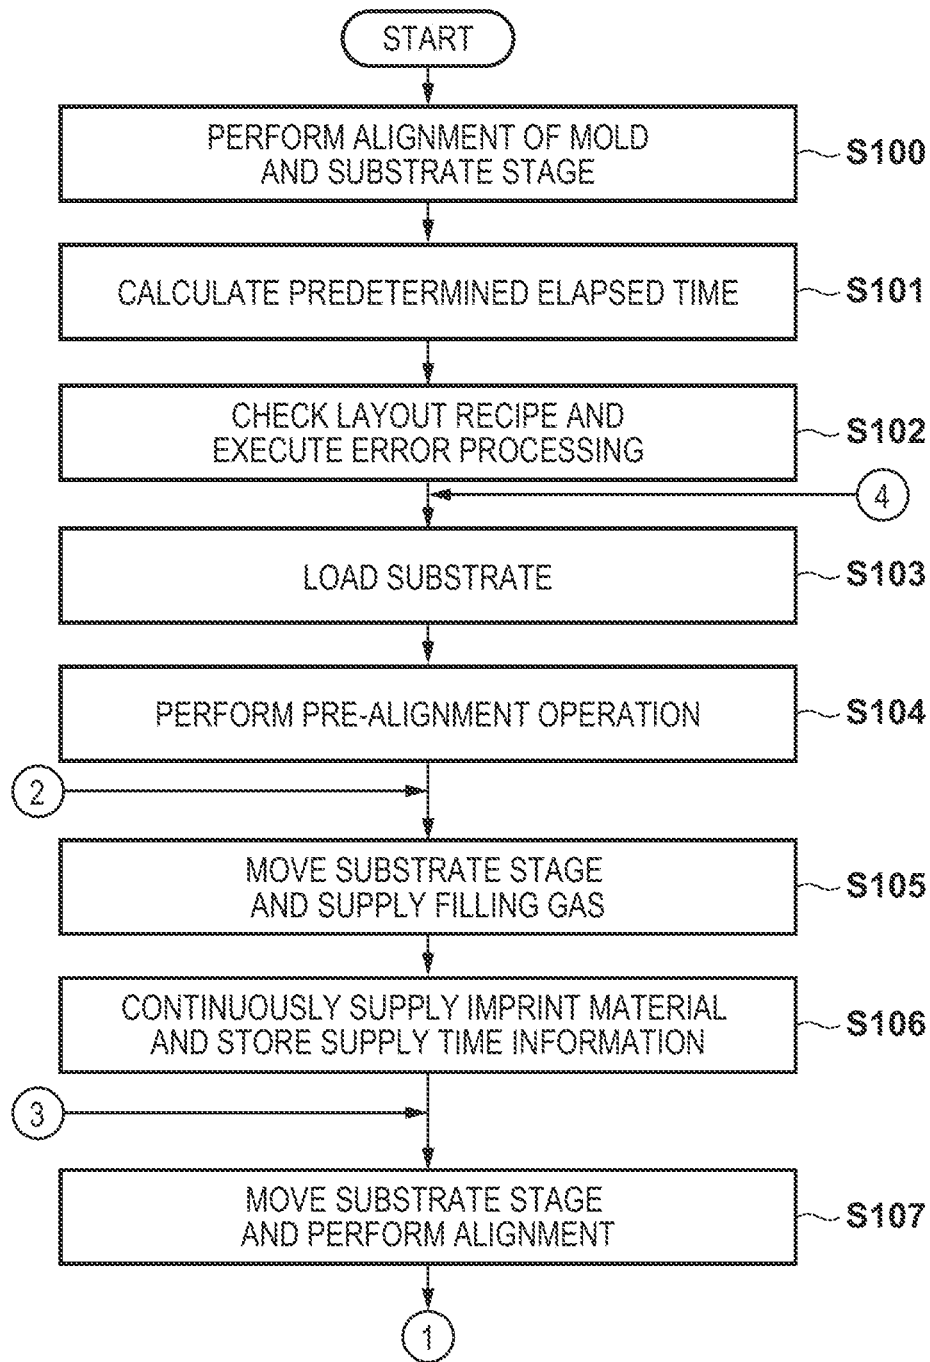 START
PERFORM ALIGNMENT OF MOLD
AND SUBSTRATE STAGE
S100
CALCULATE PREDETERMINED ELAPSED TIME
S101
CHECK LAYOUT RECIPE AND
EXECUTE ERROR PROCESSING
S102
4
LOAD SUBSTRATE
S103
PERFORM PRE-ALIGNMENT OPERATION
S104
2
MOVE SUBSTRATE STAGE
AND SUPPLY FILLING GAS
S105
CONTINUOUSLY SUPPLY IMPRINT MATERIAL
AND STORE SUPPLY TIME INFORMATION
S106
3
MOVE SUBSTRATE STAGE
AND PERFORM ALIGNMENT
S107
1